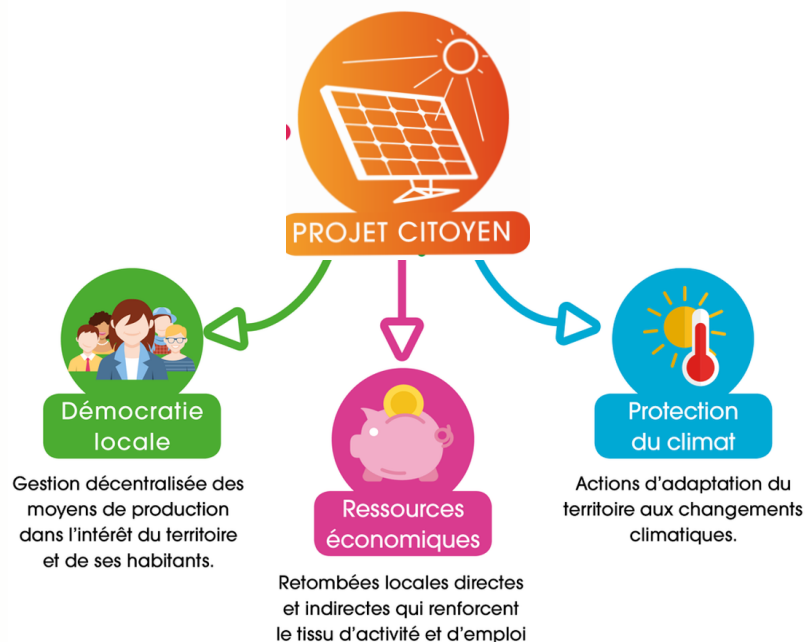 PROJET CITOYEN
Démocratie
locale
Gestion décentralisée des
moyens de production
dans l’intérêt du territoire
et de ses habitants.
Ressources
économiques
Retombées locales directes
et indirectes qui renforcent
le tissu d’activité et d’emploi
Protection
du climat
Actions d’adaptation du
territoire aux changements
climatiques.